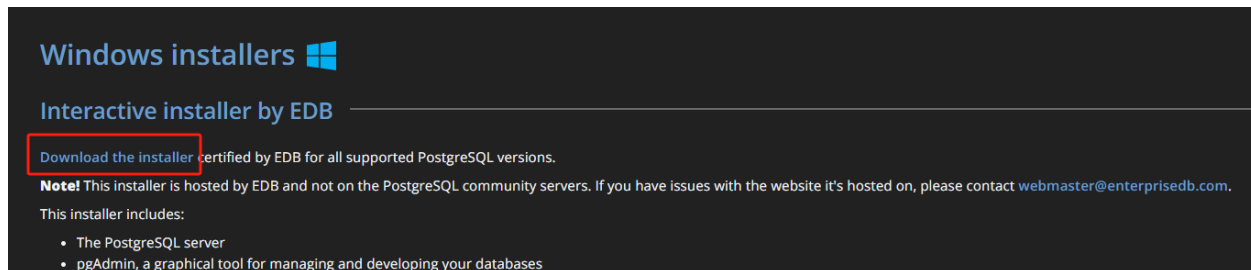 Windows installers
Interactive installer by EDB
Download the installer certified by EDB for all supported PostgreSQL versions.
Note! This installer is hosted by EDB and not on the PostgreSQL community servers. If you have issues with the website it's hosted on, please contact webmaster@enterprisedb.com.
This installer includes:
• The PostgreSQL server
• pgAdmin, a graphical tool for managing and developing your databases